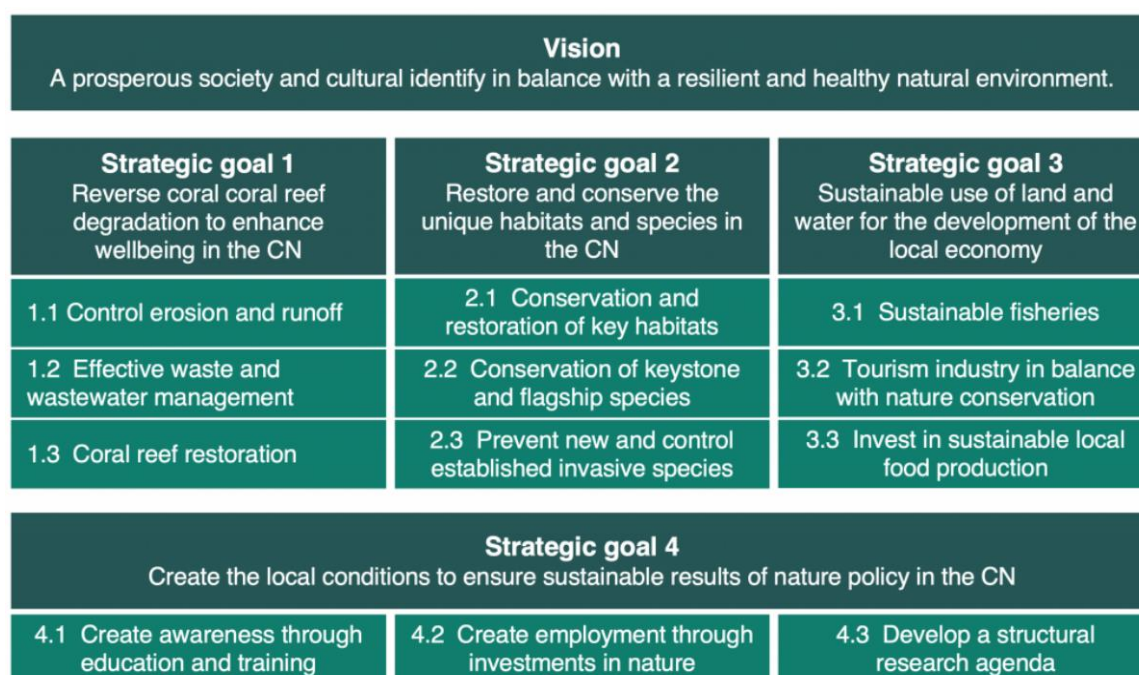 Vision
A prosperous society and cultural identify in balance with a resilient and healthy natural environment.
Strategic goal 1
Reverse coral coral reef
degradation to enhance
wellbeing in the CN
1.1 Control erosion and runoff
1.2 Effective waste and
wastewater management
1.3 Coral reef restoration
Strategic goal 2
Restore and conserve the
unique habitats and species in
the CN
2.1 Conservation and
restoration of key habitats
2.2 Conservation of keystone
and flagship species
2.3 Prevent new and control
established invasive species
Strategic goal 3
Sustainable use of land and
water for the development of the
local economy
3.1 Sustainable fisheries
3.2 Tourism industry in balance
with nature conservation
3.3 Invest in sustainable local
food production
Strategic goal 4
Create the local conditions to ensure sustainable results of nature policy in the CN
4.1 Create awareness through
education and training
4.2 Create employment through
investments in nature
4.3 Develop a structural
research agenda